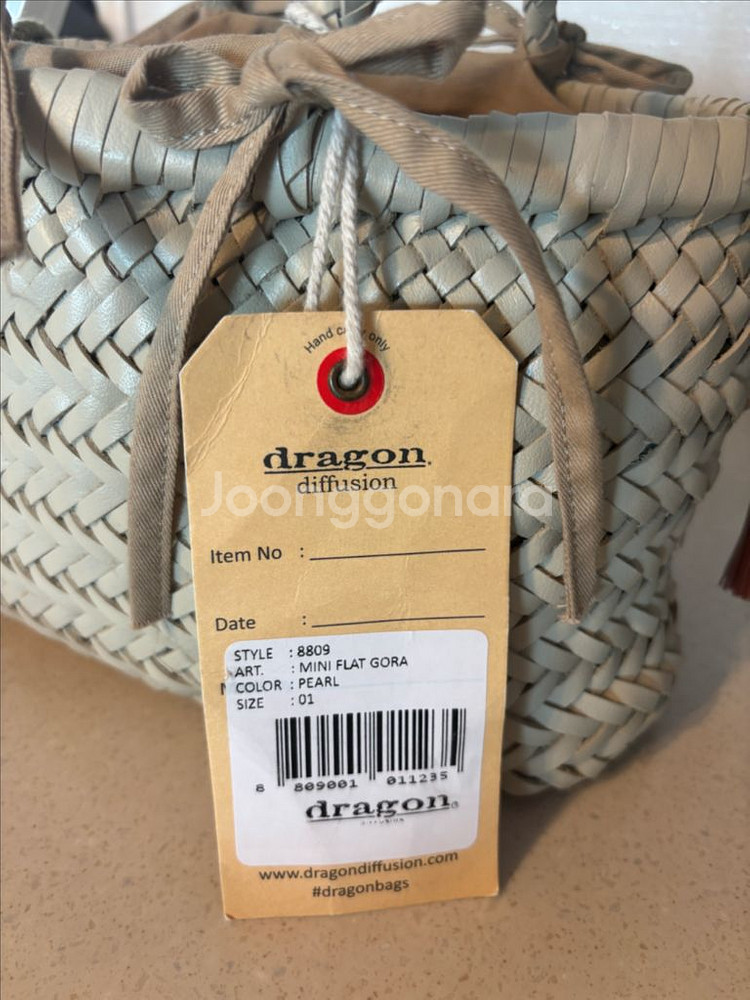 Hand carry only
dragon
diffusion
Joonggonara
Item No :
Date :
STYLE : 8809
ART. : MINI FLAT GORA
COLOR : PEARL
SIZE : 01
8 809001 011235
dragon®
DIFFUSION
www.dragondiffusion.com
#dragonbags